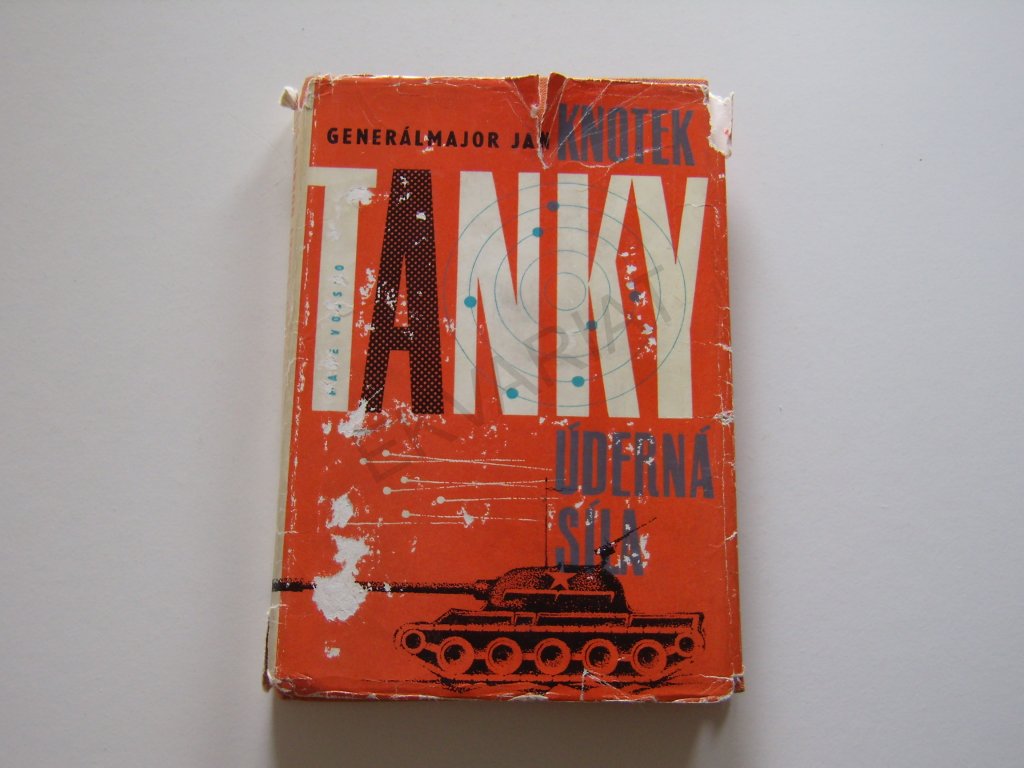 GENERÁLMAJOR JAN KNOTEK
TANKY
ÚDERNÁ
SÍLA